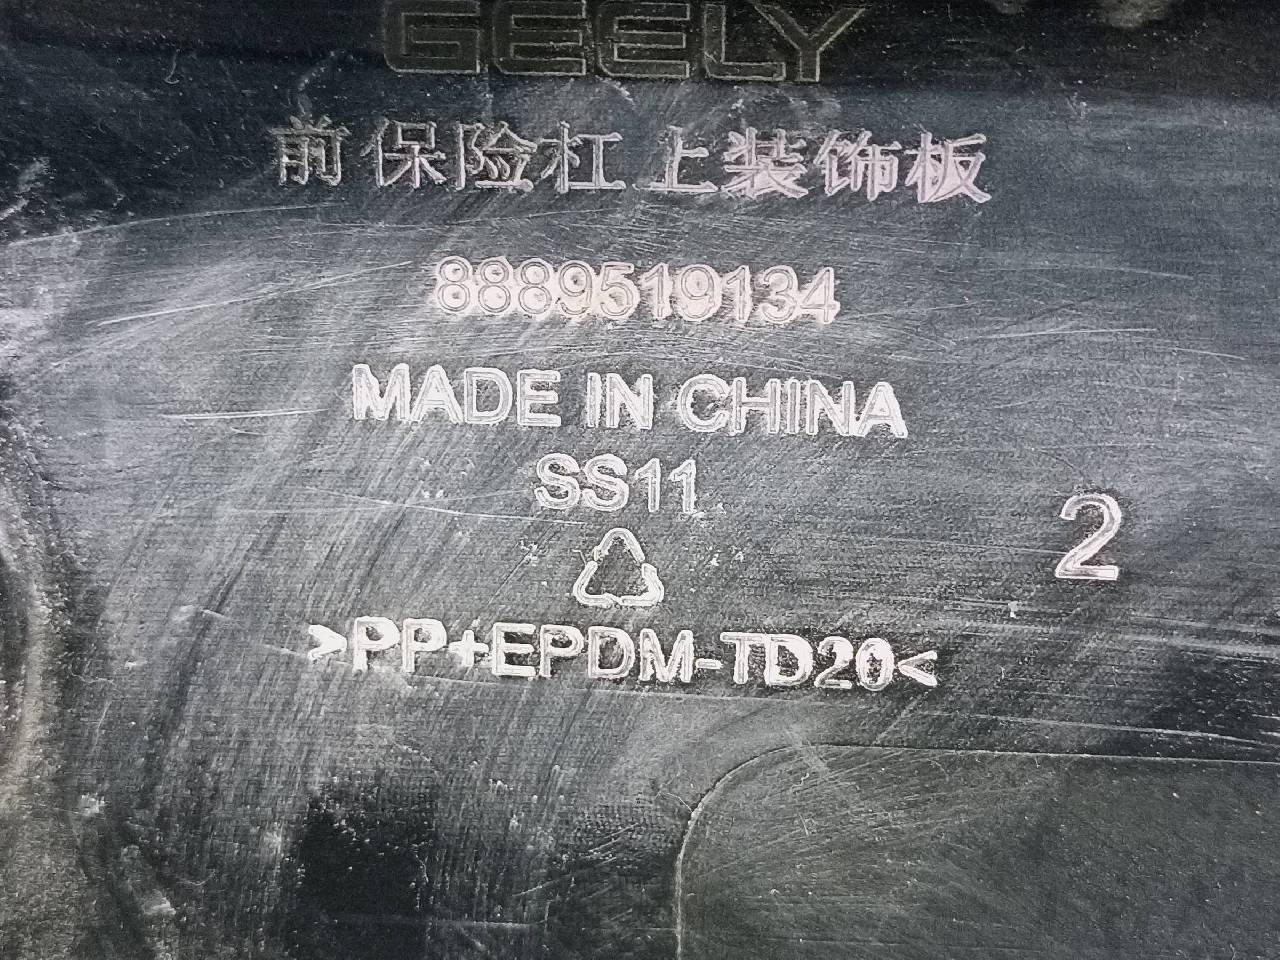 GEELY
前保险杠上装饰板
8889519134
MADE IN CHINA
SS11
2
>PP+EPDM-TD20<